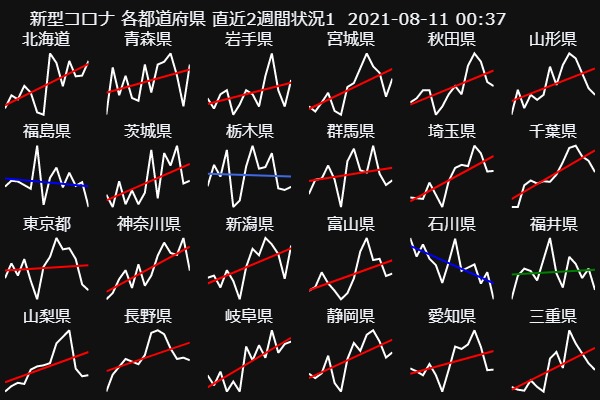 新型コロナ 各都道府県 直近2週間状況1 2021-08-11 00:37
北海道 青森県 岩手県 宮城県 秋田県 山形県
福島県 茨城県 栃木県 群馬県 埼玉県 千葉県
東京都 神奈川県 新潟県 富山県 石川県 福井県
山梨県 長野県 岐阜県 静岡県 愛知県 三重県